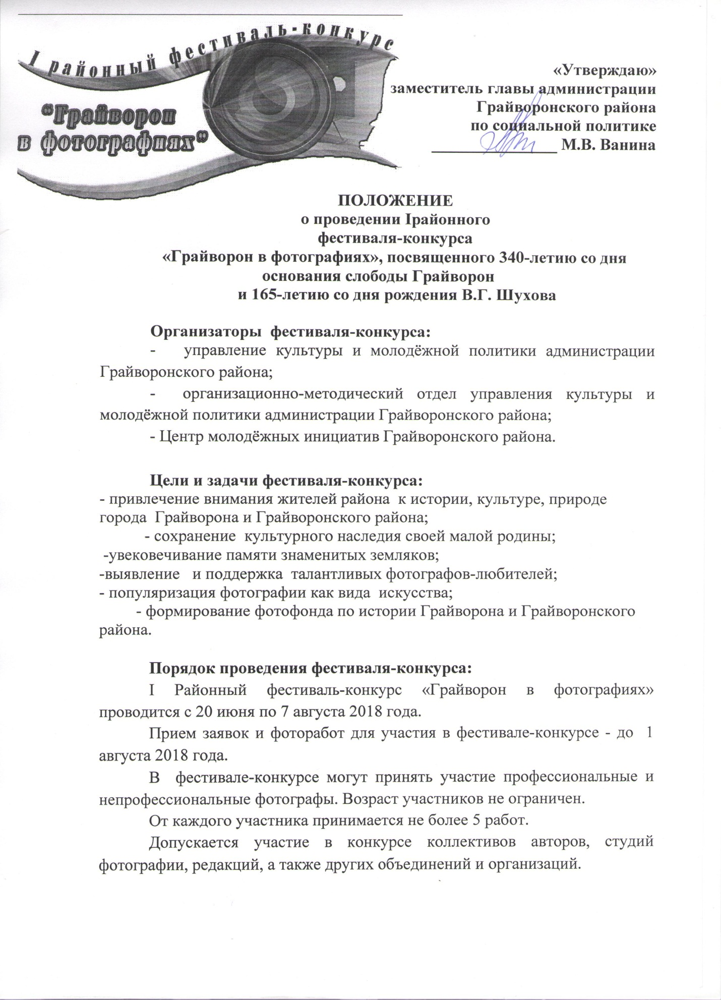 I районный фестиваль-конкурс
“Грайворон
в фотографиях”
«Утверждаю»
заместитель главы администрации
Грайворонского района
по социальной политике
М.В. Ванина
ПОЛОЖЕНИЕ
о проведении Iрайонного
фестиваля-конкурса
«Грайворон в фотографиях», посвященного 340-летию со дня
основания слободы Грайворон
и 165-летию со дня рождения В.Г. Шухова
Организаторы фестиваля-конкурса:
- управление культуры и молодёжной политики администрации
Грайворонского района;
- организационно-методический отдел управления культуры и
молодёжной политики администрации Грайворонского района;
- Центр молодёжных инициатив Грайворонского района.
Цели и задачи фестиваля-конкурса:
- привлечение внимания жителей района к истории, культуре, природе
города Грайворона и Грайворонского района;
- сохранение культурного наследия своей малой родины;
-увековечивание памяти знаменитых земляков;
-выявление и поддержка талантливых фотографов-любителей;
- популяризация фотографии как вида искусства;
- формирование фотофонда по истории Грайворона и Грайворонского
района.
Порядок проведения фестиваля-конкурса:
I Районный фестиваль-конкурс «Грайворон в фотографиях»
проводится с 20 июня по 7 августа 2018 года.
Прием заявок и фоторабот для участия в фестивале-конкурсе - до 1
августа 2018 года.
В фестивале-конкурсе могут принять участие профессиональные и
непрофессиональные фотографы. Возраст участников не ограничен.
От каждого участника принимается не более 5 работ.
Допускается участие в конкурсе коллективов авторов, студий
фотографии, редакций, а также других объединений и организаций.